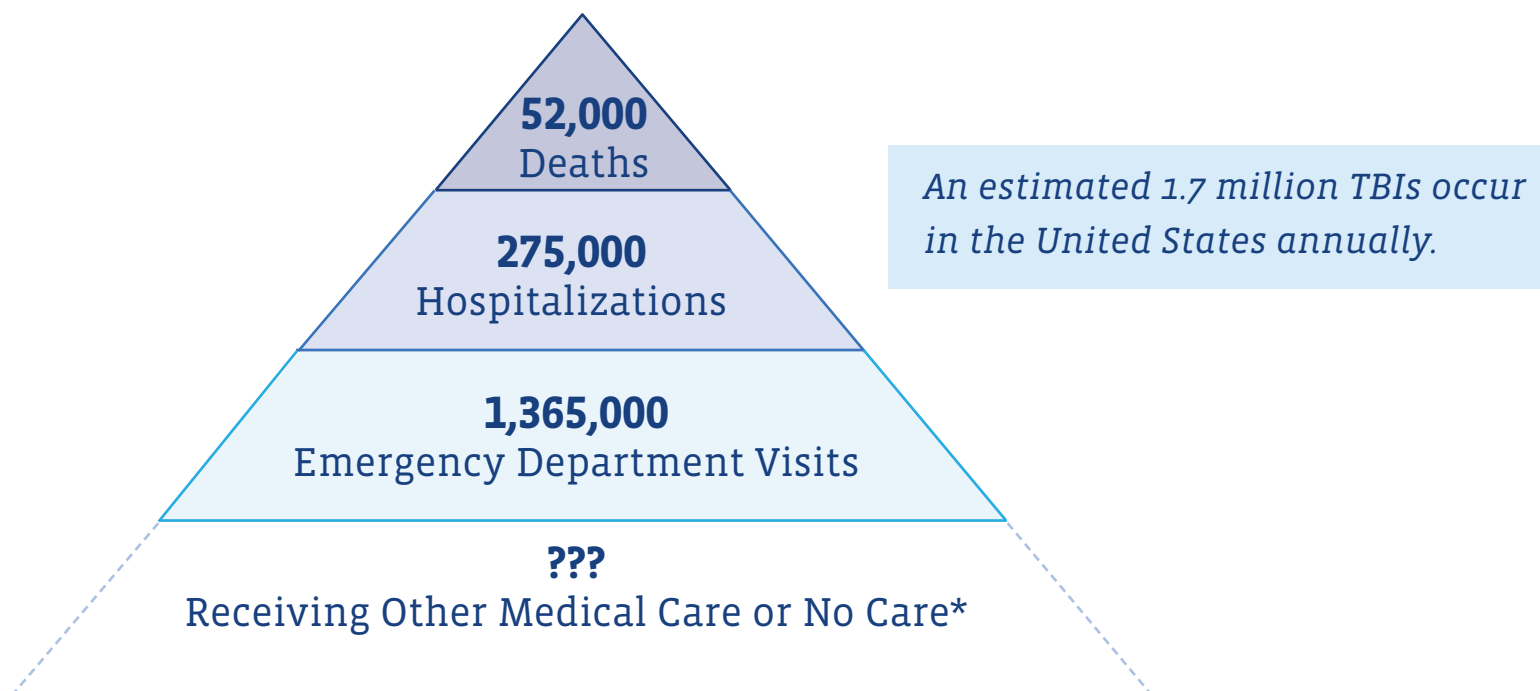 52,000
Deaths
An estimated 1.7 million TBIs occur
in the United States annually.
275,000
Hospitalizations
1,365,000
Emergency Department Visits
???
Receiving Other Medical Care or No Care*